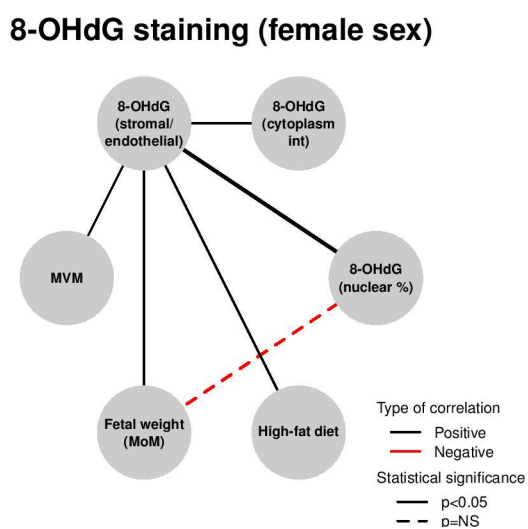 8-OHdG staining (female sex)
8-OHdG
(stromal/
endothelial)
8-OHdG
(cytoplasm
int)
MVM
8-OHdG
(nuclear %)
Fetal weight
(MoM)
High-fat diet
Type of correlation
Positive
Negative
Statistical significance
p<0.05
p=NS